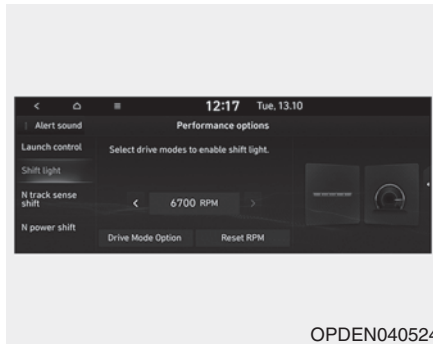 12:17 Tue, 13.10
Alert sound
Performance options
Launch control
Select drive modes to enable shift light.
Shift light
N track sense
shift
6700 RPM
N power shift
Drive Mode Option
Reset RPM
OPDEN040524